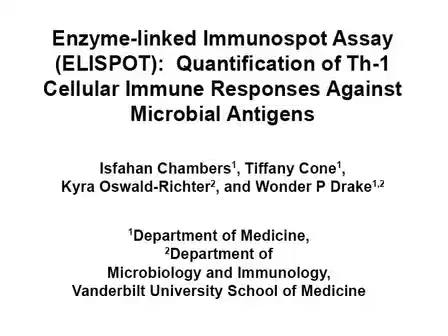 Enzyme-linked Immunospot Assay
(ELISPOT):  Quantification of Th-1
Cellular Immune Responses Against
Microbial Antigens
Isfahan Chambers¹, Tiffany Cone¹,
Kyra Oswald-Richter², and Wonder P Drake¹,²
¹Department of Medicine,
²Department of
Microbiology and Immunology,
Vanderbilt University School of Medicine